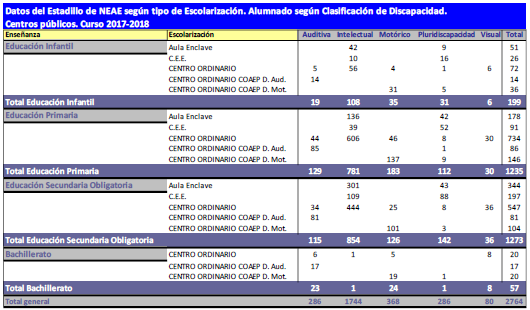 Datos del Estadillo de NEAE según tipo de Escolarización. Alumnado según Clasificación de Discapacidad.
Centros públicos. Curso 2017-2018
Enseñanza Escolarización Auditiva Intelectual Motórico Pluridiscapacidad Visual Total
Educación Infantil Aula Enclave 42 9 51
C.E.E. 10 16 26
CENTRO ORDINARIO 5 56 4 1 6 72
CENTRO ORDINARIO COAEP D. Aud. 14 14
CENTRO ORDINARIO COAEP D. Mot. 31 5 36
Total Educación Infantil 19 108 35 31 6 199
Educación Primaria Aula Enclave 136 42 178
C.E.E. 39 52 91
CENTRO ORDINARIO 44 606 46 8 30 734
CENTRO ORDINARIO COAEP D. Aud. 85 1 86
CENTRO ORDINARIO COAEP D. Mot. 137 9 146
Total Educación Primaria 129 781 183 112 30 1235
Educación Secundaria Obligatoria Aula Enclave 301 43 344
C.E.E. 109 88 197
CENTRO ORDINARIO 34 444 25 8 36 547
CENTRO ORDINARIO COAEP D. Aud. 81 81
CENTRO ORDINARIO COAEP D. Mot. 101 3 104
Total Educación Secundaria Obligatoria 115 854 126 142 36 1273
Bachillerato CENTRO ORDINARIO 6 1 5 8 20
CENTRO ORDINARIO COAEP D. Aud. 17 17
CENTRO ORDINARIO COAEP D. Mot. 19 1 20
Total Bachillerato 23 1 24 1 8 57
Total general 286 1744 368 286 80 2764